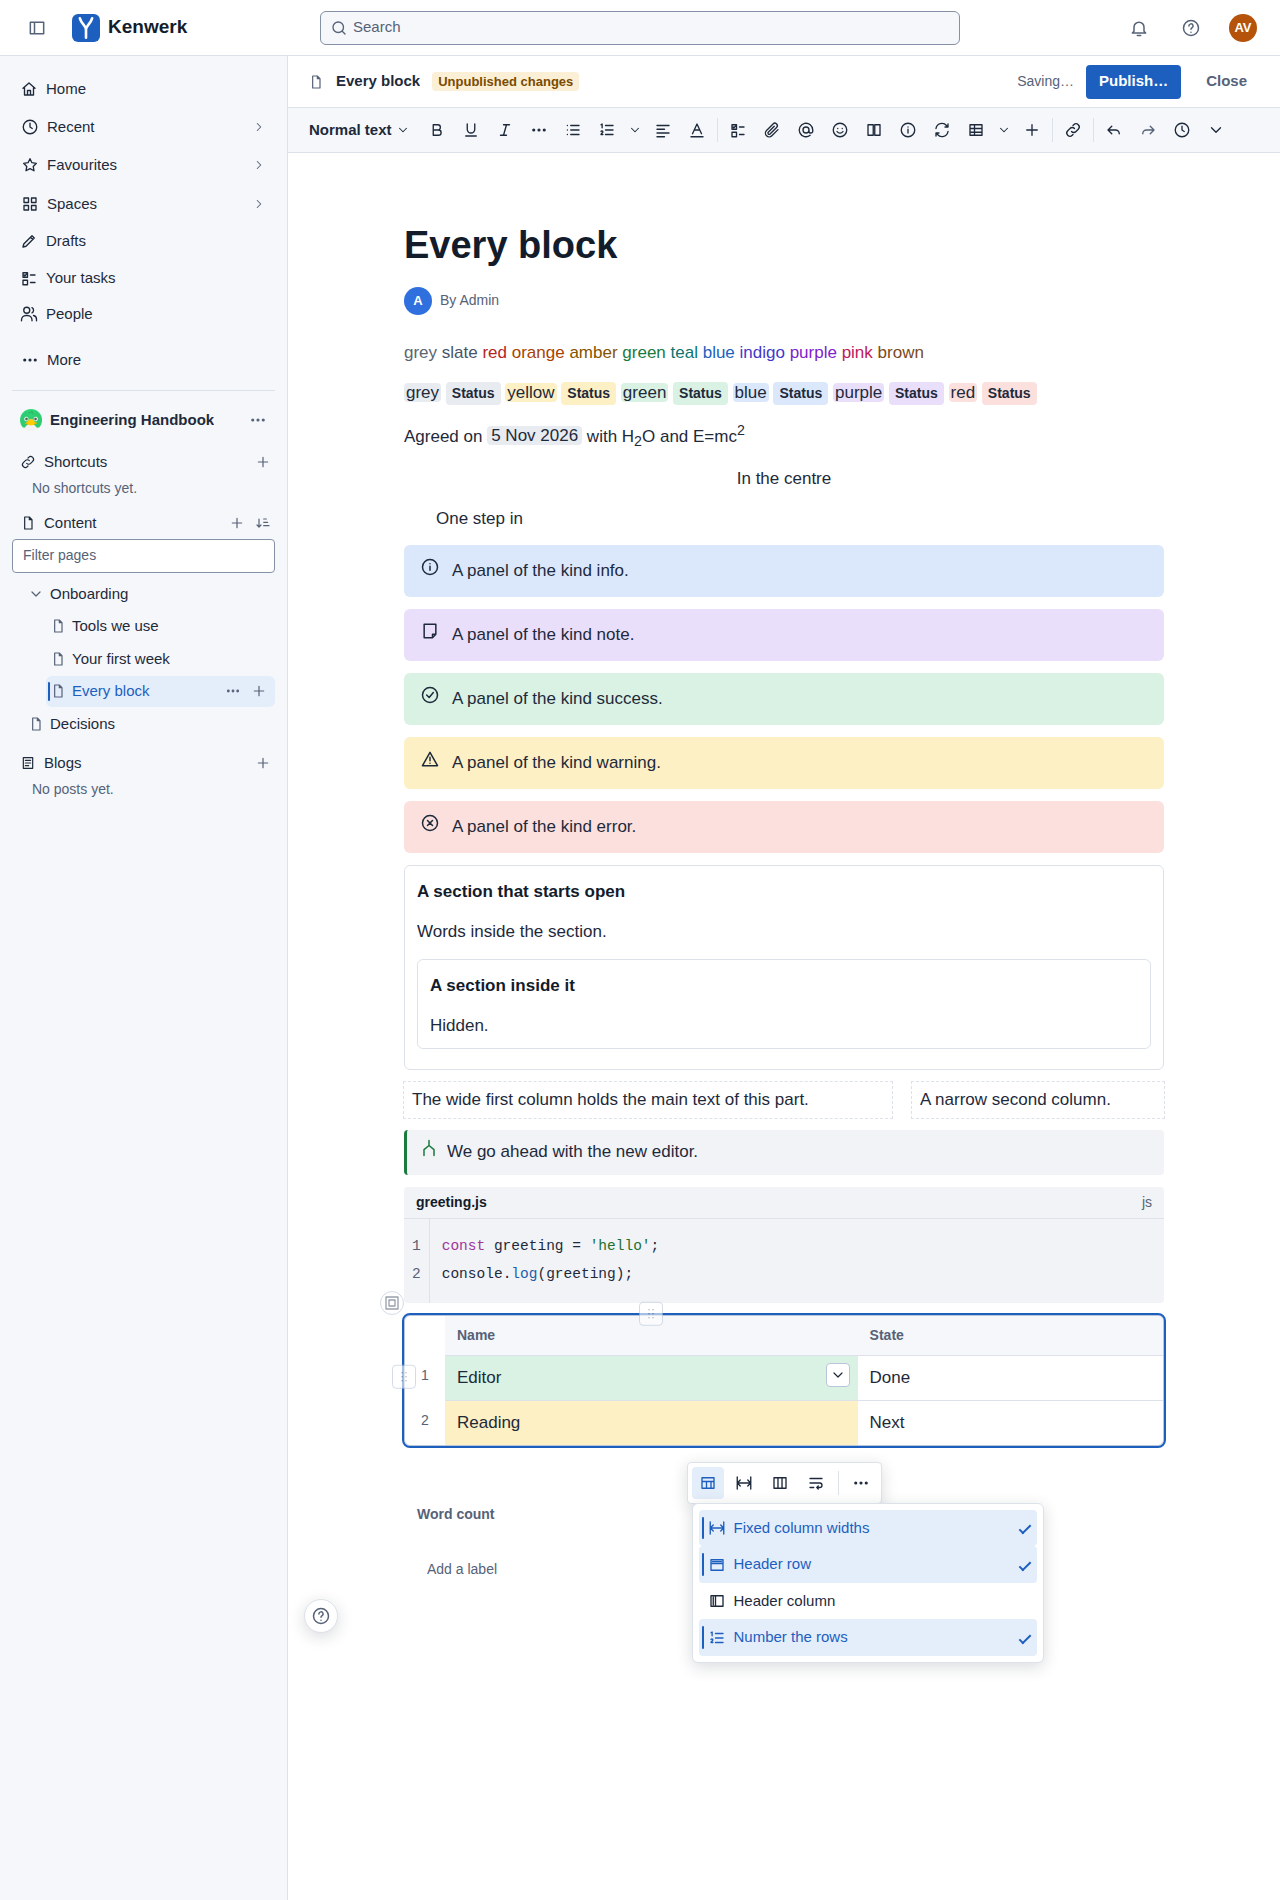 Kenwerk
Search
AV
Home
Recent
Favourites
Spaces
Drafts
Your tasks
People
More
Engineering Handbook
Shortcuts
No shortcuts yet.
Content
Filter pages
Onboarding
Tools we use
Your first week
Every block
Decisions
Blogs
No posts yet.
Every block Unpublished changes Saving… Publish… Close
Normal text
Every block
A By Admin
grey slate red orange amber green teal blue indigo purple pink brown
grey Status yellow Status green Status blue Status purple Status red Status
Agreed on 5 Nov 2026 with H2O and E=mc2
In the centre
One step in
A panel of the kind info.
A panel of the kind note.
A panel of the kind success.
A panel of the kind warning.
A panel of the kind error.
A section that starts open
Words inside the section.
A section inside it
Hidden.
The wide first column holds the main text of this part. A narrow second column.
We go ahead with the new editor.
greeting.js js
1 const greeting = 'hello';
2 console.log(greeting);
Name State
1 Editor Done
2 Reading Next
Word count
Add a label
Fixed column widths
Header row
Header column
Number the rows